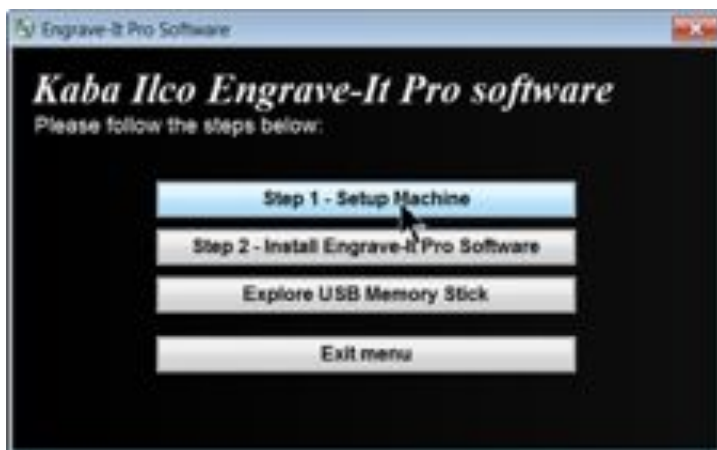 Engrave-It Pro Software
Kaba Ilco Engrave-It Pro software
Please follow the steps below:
Step 1 - Setup Machine
Step 2 - Install Engrave-It Pro Software
Explore USB Memory Stick
Exit menu